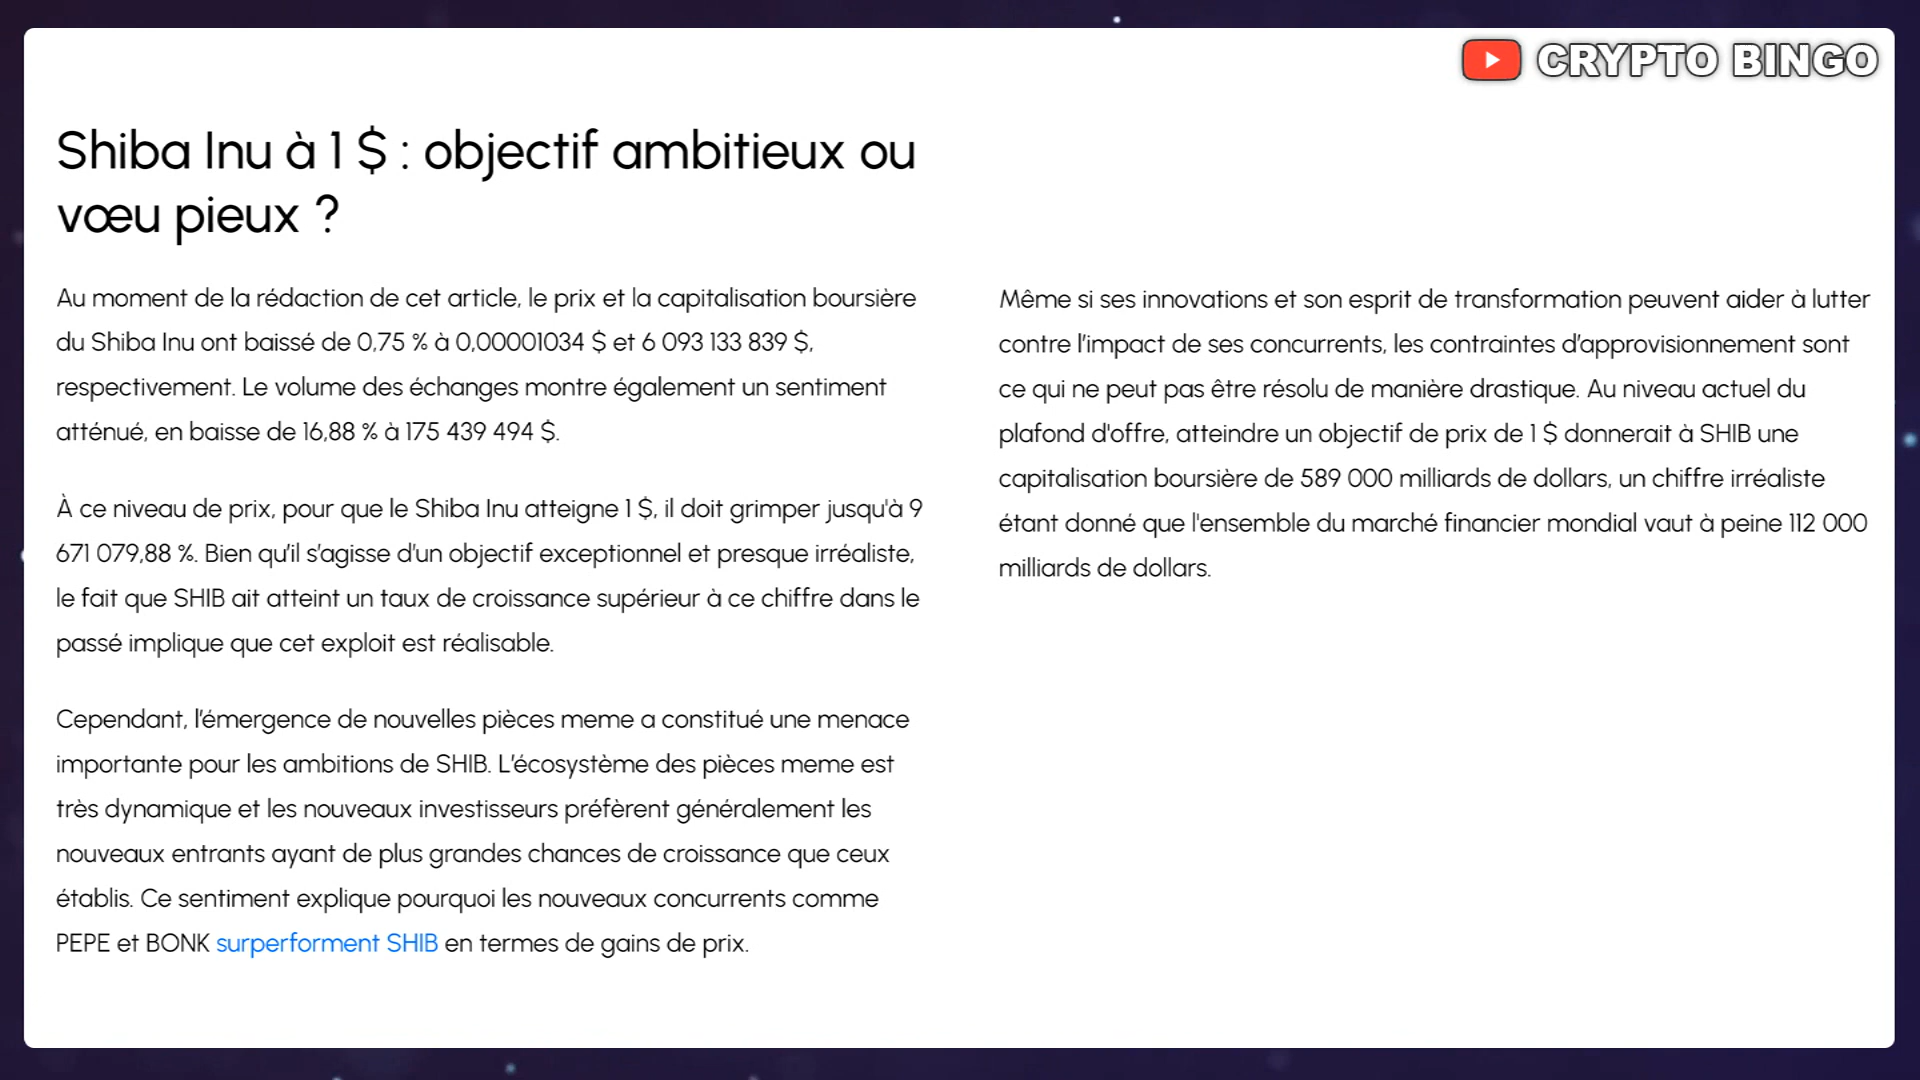 CRYPTO BINGO
Shiba Inu à 1 $ : objectif ambitieux ou
vœu pieux ?
Au moment de la rédaction de cet article, le prix et la capitalisation boursière
du Shiba Inu ont baissé de 0,75 % à 0,00001034 $ et 6 093 133 839 $,
respectivement. Le volume des échanges montre également un sentiment
atténué, en baisse de 16,88 % à 175 439 494 $.
À ce niveau de prix, pour que le Shiba Inu atteigne 1 $, il doit grimper jusqu'à 9
671 079,88 %. Bien qu’il s’agisse d’un objectif exceptionnel et presque irréaliste,
le fait que SHIB ait atteint un taux de croissance supérieur à ce chiffre dans le
passé implique que cet exploit est réalisable.
Cependant, l’émergence de nouvelles pièces meme a constitué une menace
importante pour les ambitions de SHIB. L’écosystème des pièces meme est
très dynamique et les nouveaux investisseurs préfèrent généralement les
nouveaux entrants ayant de plus grandes chances de croissance que ceux
établis. Ce sentiment explique pourquoi les nouveaux concurrents comme
PEPE et BONK surperforment SHIB en termes de gains de prix.
Même si ses innovations et son esprit de transformation peuvent aider à lutter
contre l’impact de ses concurrents, les contraintes d’approvisionnement sont
ce qui ne peut pas être résolu de manière drastique. Au niveau actuel du
plafond d'offre, atteindre un objectif de prix de 1 $ donnerait à SHIB une
capitalisation boursière de 589 000 milliards de dollars, un chiffre irréaliste
étant donné que l'ensemble du marché financier mondial vaut à peine 112 000
milliards de dollars.